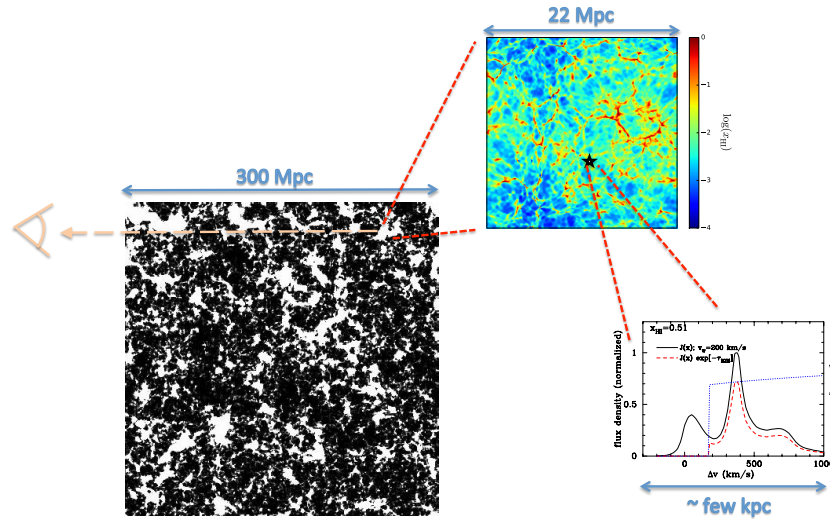 22 Mpc
0
−1
−2
−3
−4
log(x_HI)
300 Mpc
x_HI=0.51
J(x); v_e=200 km/s
J(x) exp[-τ_IGM]
1
0.5
0
flux density (normalized)
0
500
1000
Δv (km/s)
~ few kpc